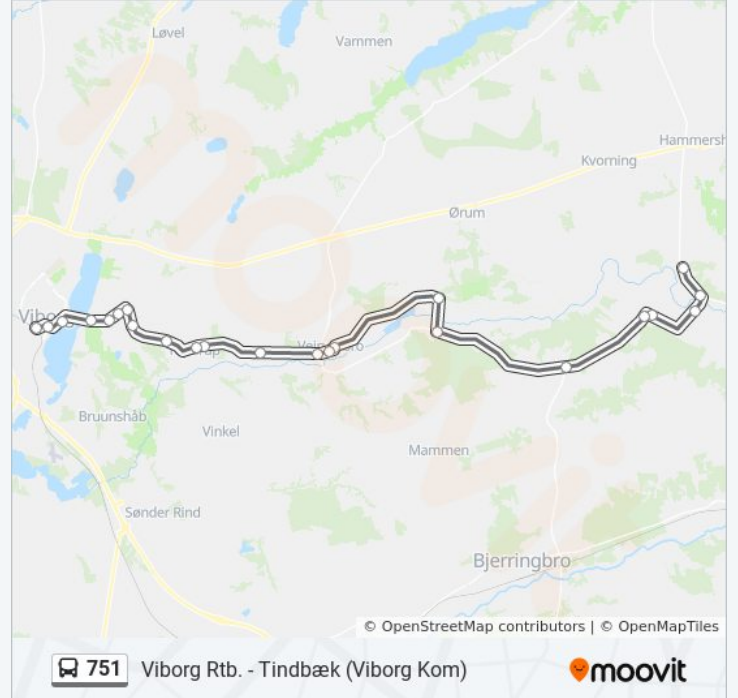 Løvel
Vammen
Hammersh
Kvorning
Ørum
Bruunshåb
Vinkel
Mammen
Sønder Rind
Bjerringbro
© OpenStreetMap contributors | © OpenMapTiles
751 Viborg Rtb. - Tindbæk (Viborg Kom)
moovit